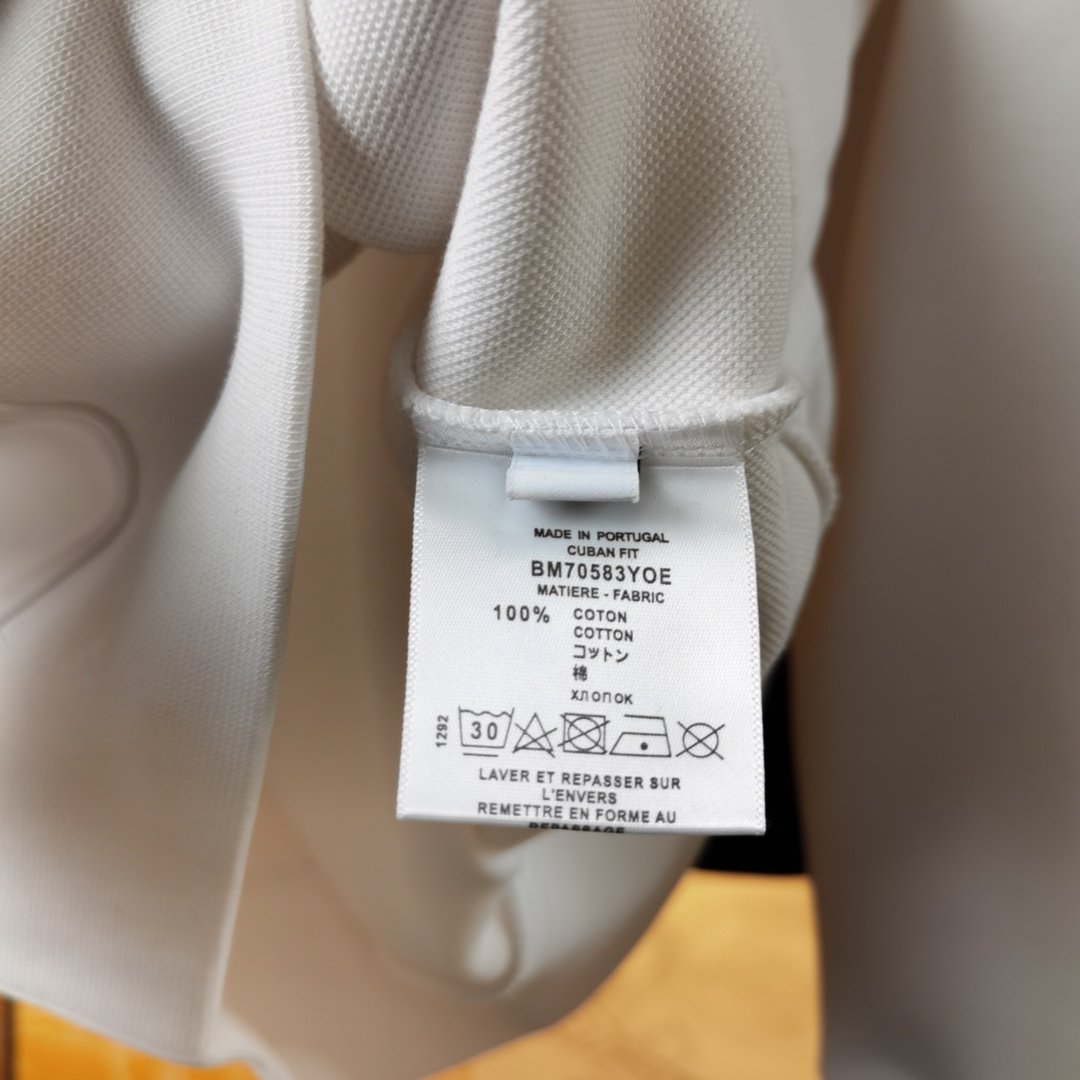 MADE IN PORTUGAL
CUBAN FIT
BM70583YOE
MATIERE - FABRIC
100% COTON
COTTON
コットン
棉
хлопок
1292
30
LAVER ET REPASSER SUR
L'ENVERS
REMETTRE EN FORME AU
REPASSAGE